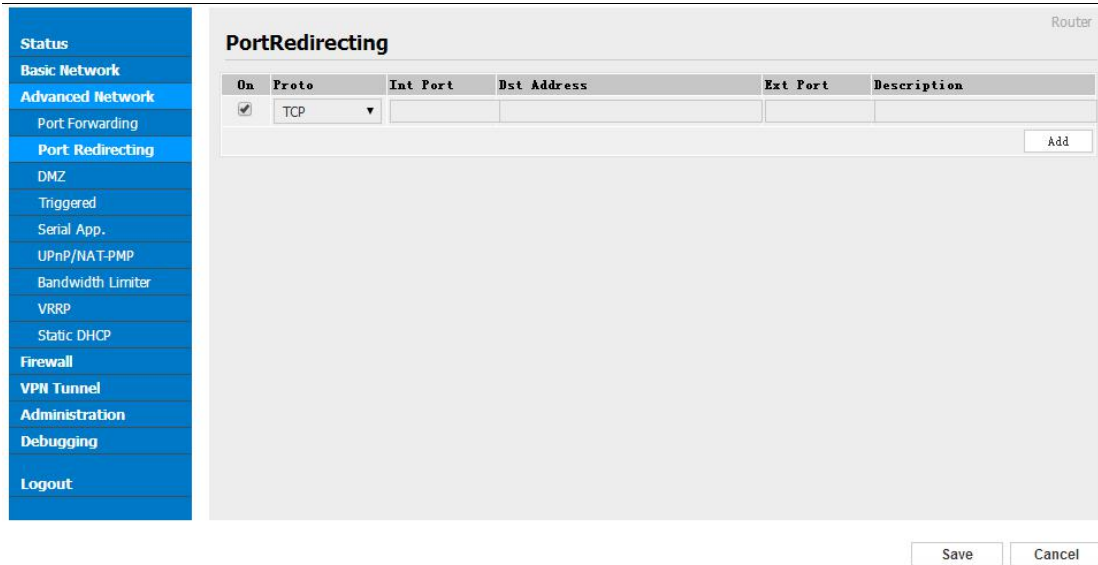 Router
Status
Basic Network
Advanced Network
Port Forwarding
Port Redirecting
DMZ
Triggered
Serial App.
UPnP/NAT-PMP
Bandwidth Limiter
VRRP
Static DHCP
Firewall
VPN Tunnel
Administration
Debugging
Logout
PortRedirecting
On Proto Int Port Dst Address Ext Port Description
TCP
Add
Save Cancel